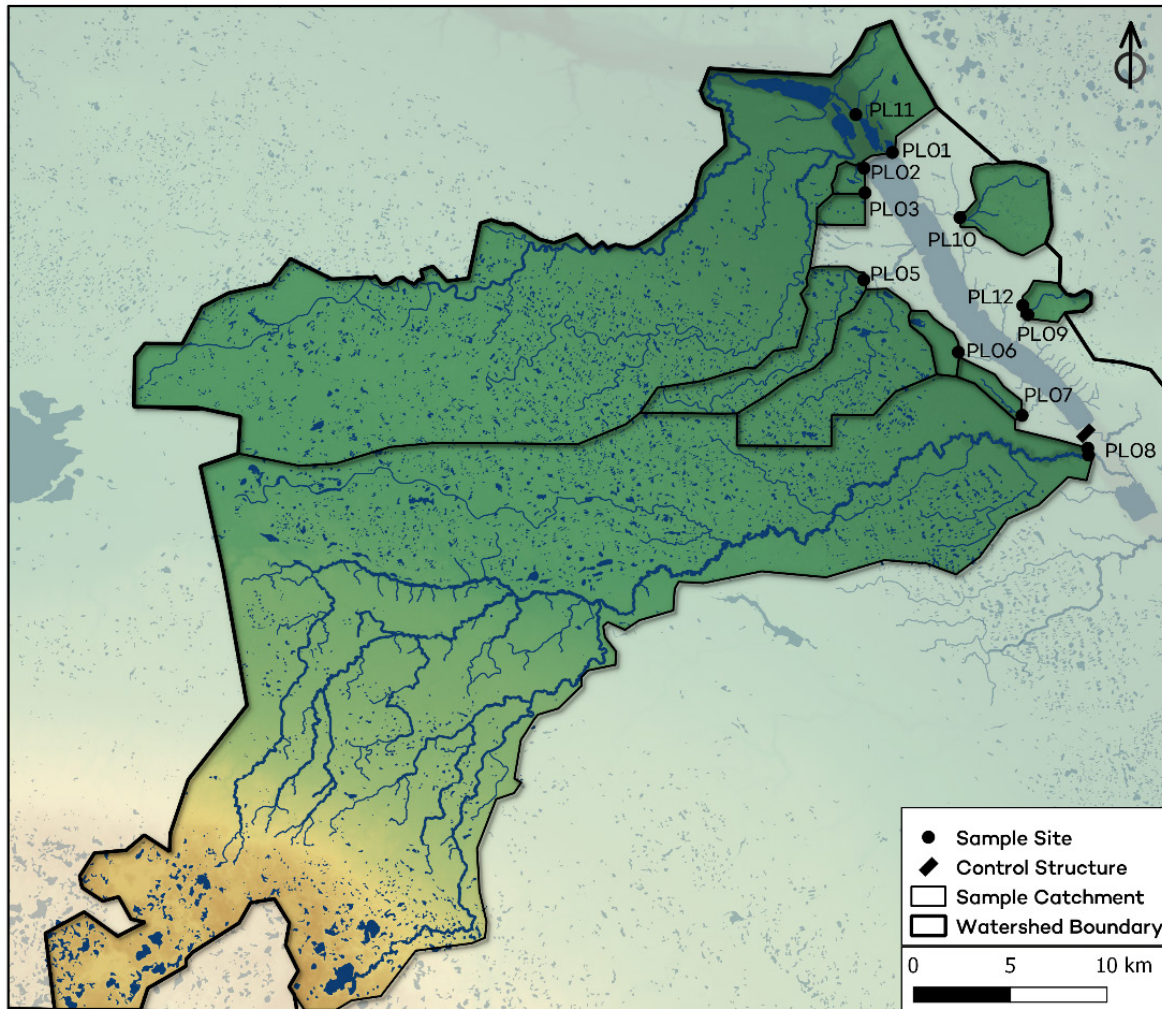 PL11
PL01
PL02
PL03
PL10
PL05
PL12
PL09
PL06
PL07
PL08
Sample Site
Control Structure
Sample Catchment
Watershed Boundary
0 5 10 km